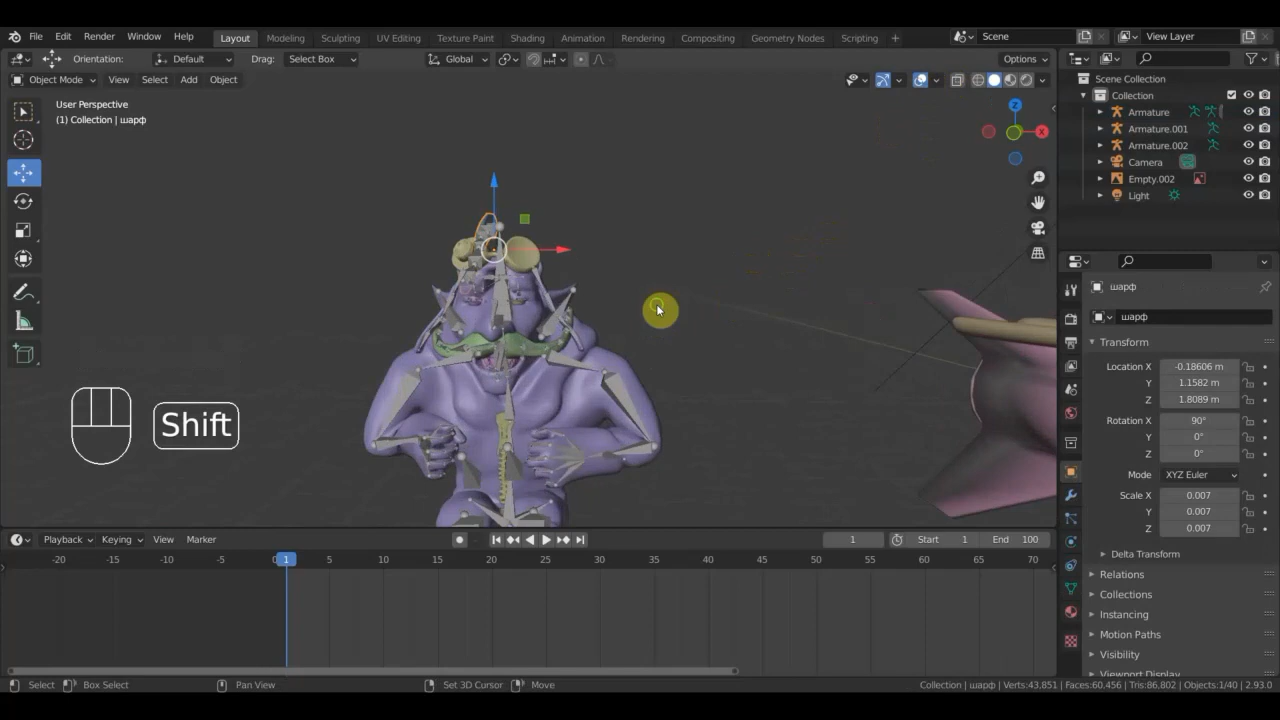 File Edit Render Window Help Layout Modeling Sculpting UV Editing Texture Paint Shading Animation Rendering Compositing Geometry Nodes Scripting + Scene View Layer
Orientation: Default Drag: Select Box Global Options
Object Mode View Select Add Object
User Perspective
(1) Collection | шарф
Z
X
Shift
Scene Collection
Collection
Armature
Armature.001
Armature.002
Camera
Empty.002
Light
шарф
шарф
Transform
Location X -0.18606 m
Y 1.1582 m
Z 1.8089 m
Rotation X 90°
Y 0°
Z 0°
Mode XYZ Euler
Scale X 0.007
Y 0.007
Z 0.007
Delta Transform
Relations
Collections
Instancing
Motion Paths
Visibility
Viewport Display
Playback Keying View Marker 1 Start 1 End 100
-20 -15 -10 -5 0 1 5 10 15 20 25 30 35 40 45 50 55 60 65 70
Select Box Select Pan View Set 3D Cursor Move Collection | шарф | Verts:43,851 | Faces:60,456 | Tris:86,802 | Objects:1/40 | 2.93.0